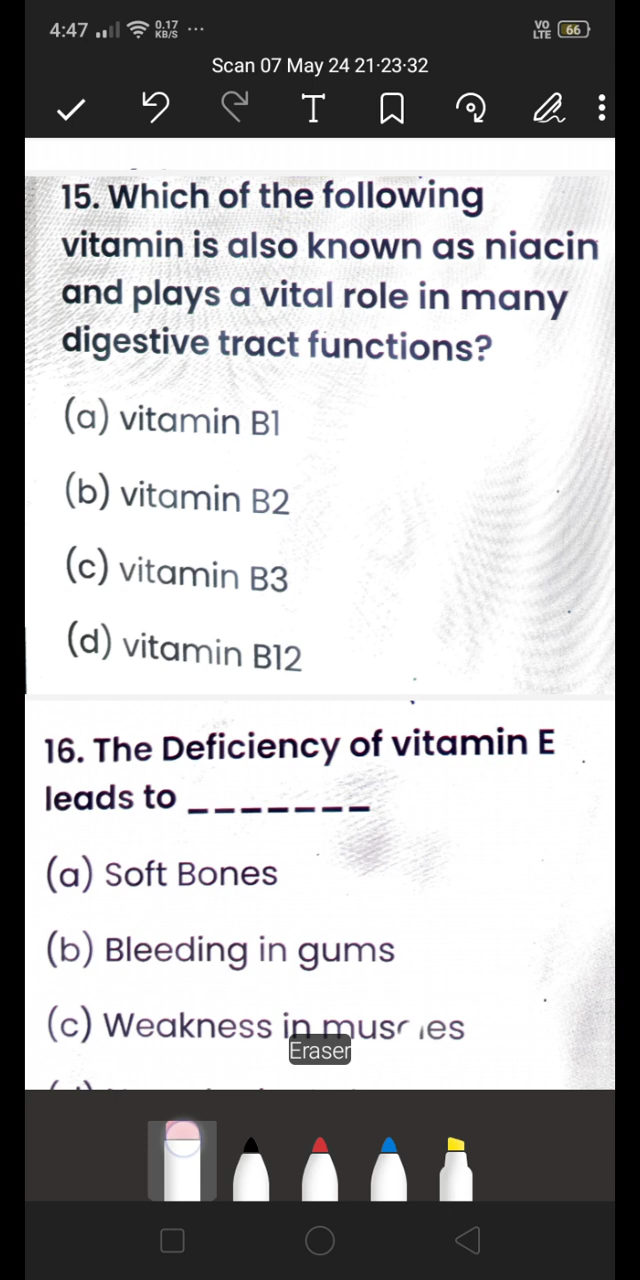 4:47 0.17 KB/S ... VO LTE 66
Scan 07 May 24 21·23·32
T
15. Which of the following
vitamin is also known as niacin
and plays a vital role in many
digestive tract functions?
(a) vitamin B1
(b) vitamin B2
(c) vitamin B3
(d) vitamin B12
16. The Deficiency of vitamin E
leads to _______
(a) Soft Bones
(b) Bleeding in gums
(c) Weakness in muscles
Eraser